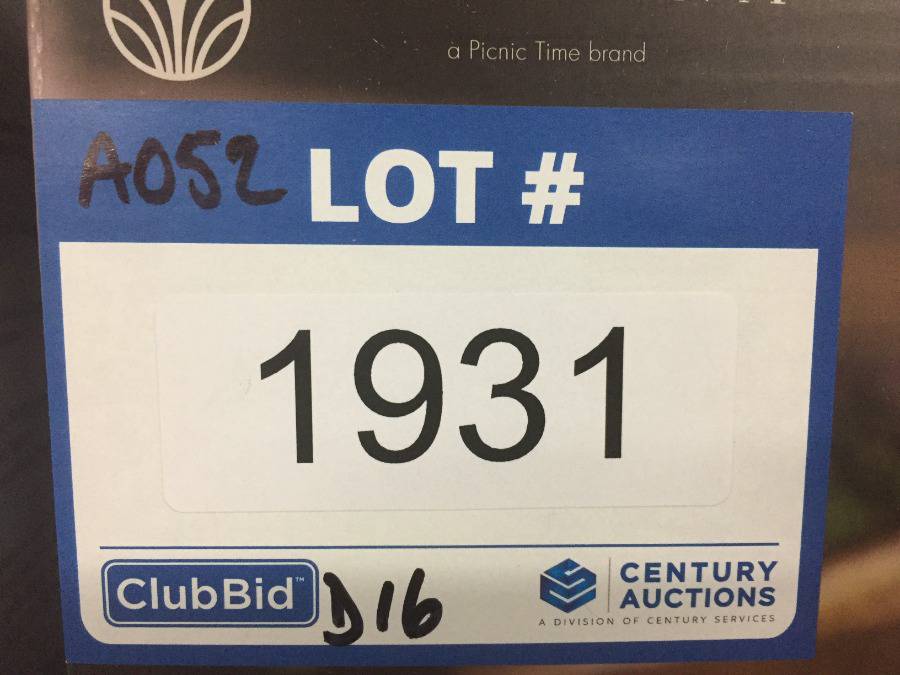 a Picnic Time brand
A052 LOT #
1931
ClubBid™ D16
CENTURY
AUCTIONS
A DIVISION OF CENTURY SERVICES